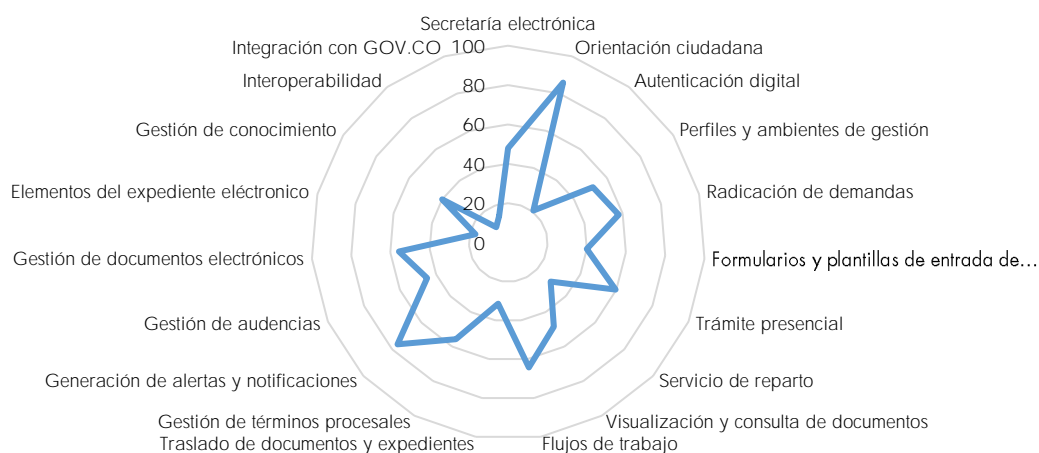 Secretaría electrónica
Orientación ciudadana
Autenticación digital
Perfiles y ambientes de gestión
Radicación de demandas
Formularios y plantillas de entrada de…
Trámite presencial
Servicio de reparto
Visualización y consulta de documentos
Flujos de trabajo
Traslado de documentos y expedientes
Gestión de términos procesales
Generación de alertas y notificaciones
Gestión de audencias
Gestión de documentos electrónicos
Elementos del expediente eléctronico
Gestión de conocimiento
Interoperabilidad
Integración con GOV.CO
100
80
60
40
20
0